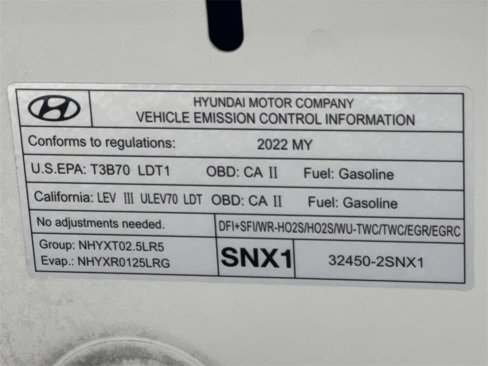 HYUNDAI MOTOR COMPANY
VEHICLE EMISSION CONTROL INFORMATION
Conforms to regulations: 2022 MY
U.S.EPA: T3B70 LDT1 OBD: CA II Fuel: Gasoline
California: LEV III ULEV70 LDT OBD: CA II Fuel: Gasoline
No adjustments needed. DFI+SFI/WR-HO2S/HO2S/WU-TWC/TWC/EGR/EGRC
Group: NHYXT02.5LR5
Evap.: NHYXR0125LRG
SNX1 32450-2SNX1